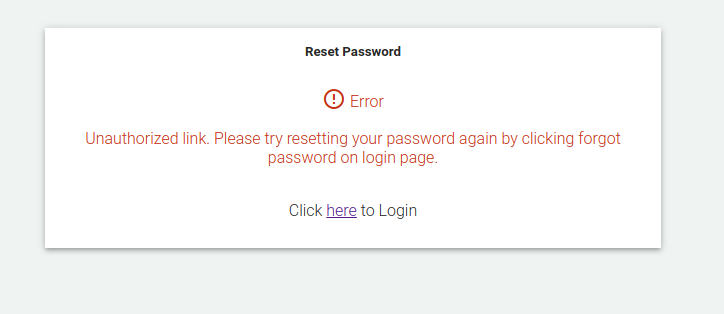 Reset Password
Error
Unauthorized link. Please try resetting your password again by clicking forgot
password on login page.
Click here to Login